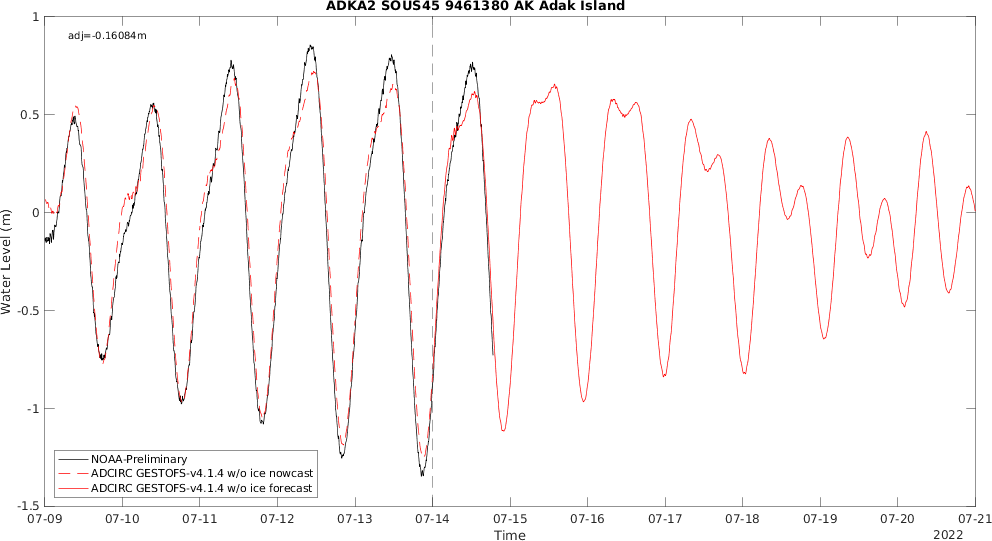 ADKA2 SOUS45 9461380 AK Adak Island
adj=-0.16084m
Water Level (m)
1
0.5
0
-0.5
-1
-1.5
NOAA-Preliminary
ADCIRC GESTOFS-v4.1.4 w/o ice nowcast
ADCIRC GESTOFS-v4.1.4 w/o ice forecast
07-09 07-10 07-11 07-12 07-13 07-14 07-15 07-16 07-17 07-18 07-19 07-20 07-21
Time
2022